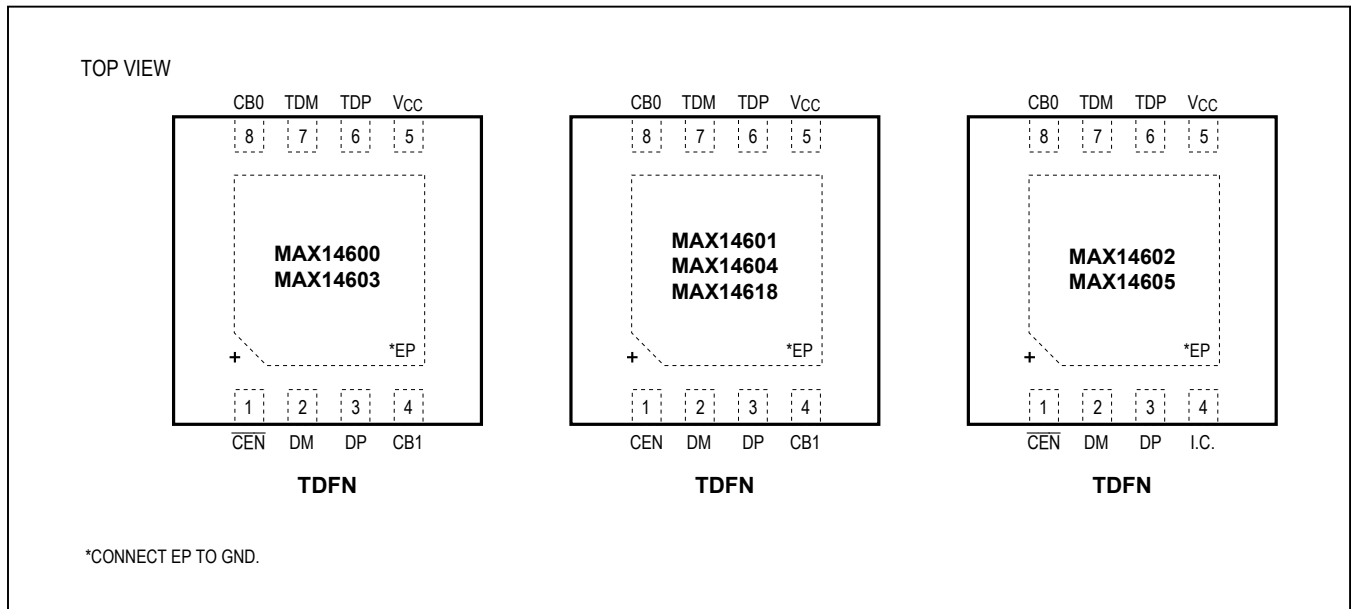 TOP VIEW
CB0 TDM TDP VCC
8 7 6 5
MAX14600
MAX14603
*EP
+
1 2 3 4
C̅E̅N̅ DM DP CB1
TDFN
CB0 TDM TDP VCC
8 7 6 5
MAX14601
MAX14604
MAX14618
*EP
+
1 2 3 4
CEN DM DP CB1
TDFN
CB0 TDM TDP VCC
8 7 6 5
MAX14602
MAX14605
*EP
+
1 2 3 4
C̅E̅N̅ DM DP I.C.
TDFN
*CONNECT EP TO GND.